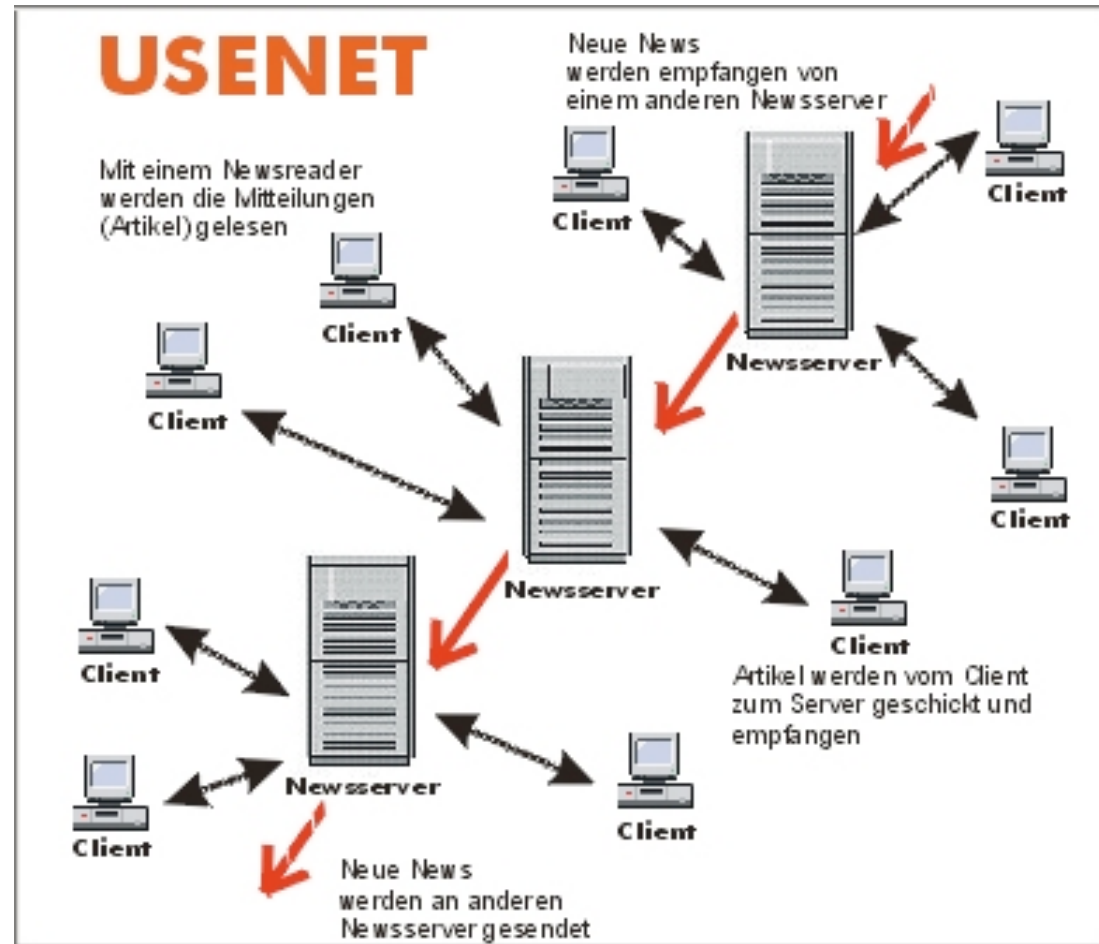 USENET
Neue News
werden empfangen von
einem anderen Newsserver
Mit einem Newsreader
werden die Mitteilungen
(Artikel) gelesen
Client
Client
Client
Newsserver
Client
Client
Client
Newsserver
Client
Artikel werden vom Client
zum Server geschickt und
empfangen
Client
Newsserver
Client
Client
Neue News
werden an anderen
Newsserver gesendet